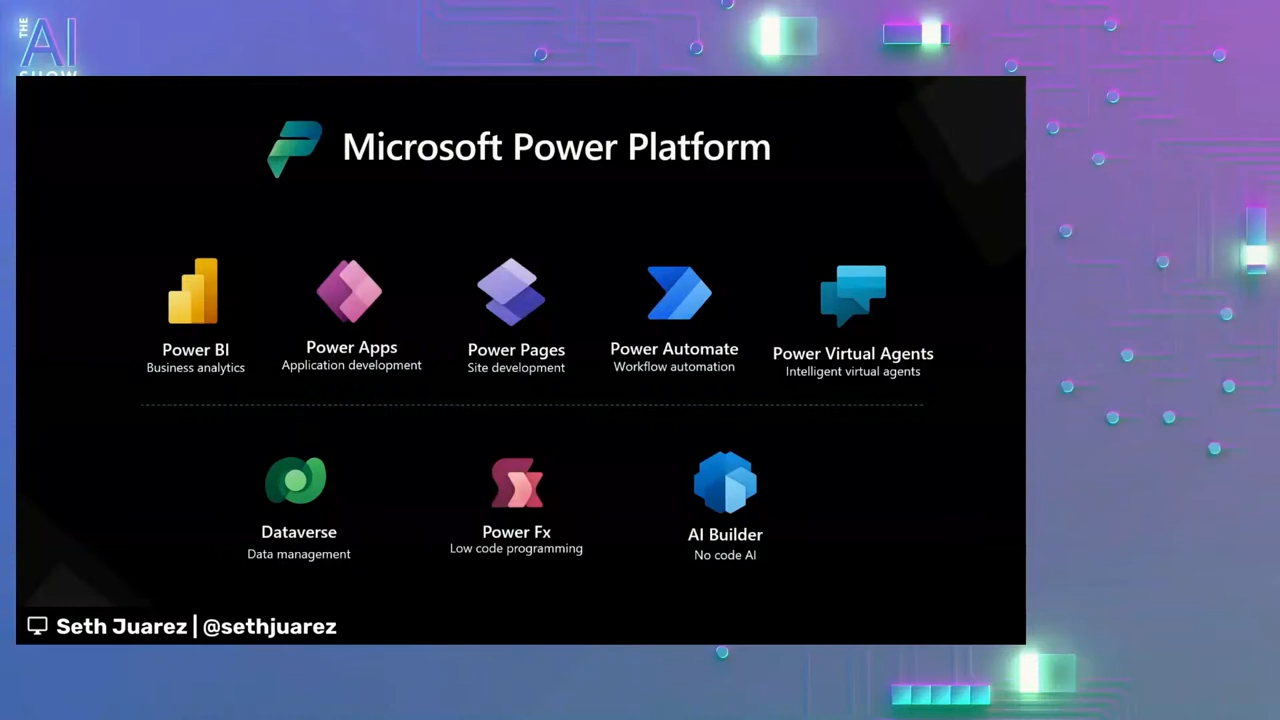 THE
AI
SHOW
Microsoft Power Platform
Power BI
Business analytics
Power Apps
Application development
Power Pages
Site development
Power Automate
Workflow automation
Power Virtual Agents
Intelligent virtual agents
Dataverse
Data management
Power Fx
Low code programming
AI Builder
No code AI
Seth Juarez | @sethjuarez